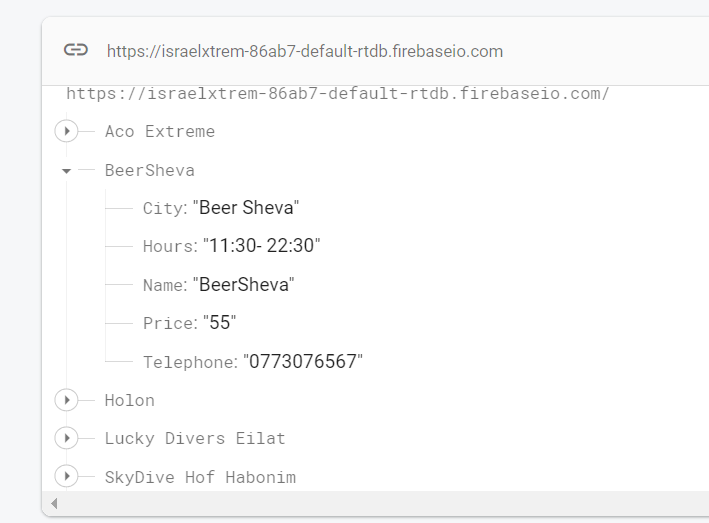 https://israelxtrem-86ab7-default-rtdb.firebaseio.com
https://israelxtrem-86ab7-default-rtdb.firebaseio.com/
Aco Extreme
BeerSheva
City: "Beer Sheva"
Hours: "11:30- 22:30"
Name: "BeerSheva"
Price: "55"
Telephone: "0773076567"
Holon
Lucky Divers Eilat
SkyDive Hof Habonim